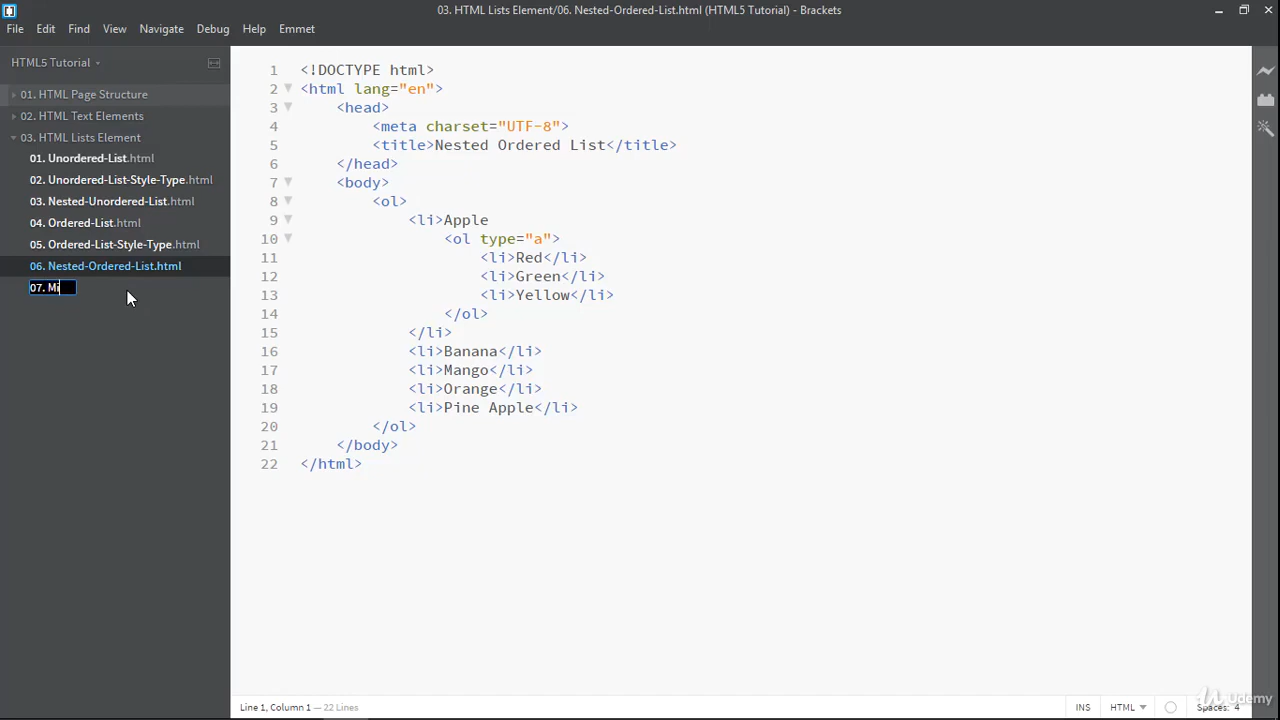 03. HTML Lists Element/06. Nested-Ordered-List.html (HTML5 Tutorial) - Brackets
File Edit Find View Navigate Debug Help Emmet
HTML5 Tutorial
01. HTML Page Structure
02. HTML Text Elements
03. HTML Lists Element
01. Unordered-List.html
02. Unordered-List-Style-Type.html
03. Nested-Unordered-List.html
04. Ordered-List.html
05. Ordered-List-Style-Type.html
06. Nested-Ordered-List.html
07. Mi
1 <!DOCTYPE html>
2 <html lang="en">
3 <head>
4 <meta charset="UTF-8">
5 <title>Nested Ordered List</title>
6 </head>
7 <body>
8 <ol>
9 <li>Apple
10 <ol type="a">
11 <li>Red</li>
12 <li>Green</li>
13 <li>Yellow</li>
14 </ol>
15 </li>
16 <li>Banana</li>
17 <li>Mango</li>
18 <li>Orange</li>
19 <li>Pine Apple</li>
20 </ol>
21 </body>
22 </html>
Line 1, Column 1 — 22 Lines
INS HTML Spaces: 4
Udemy